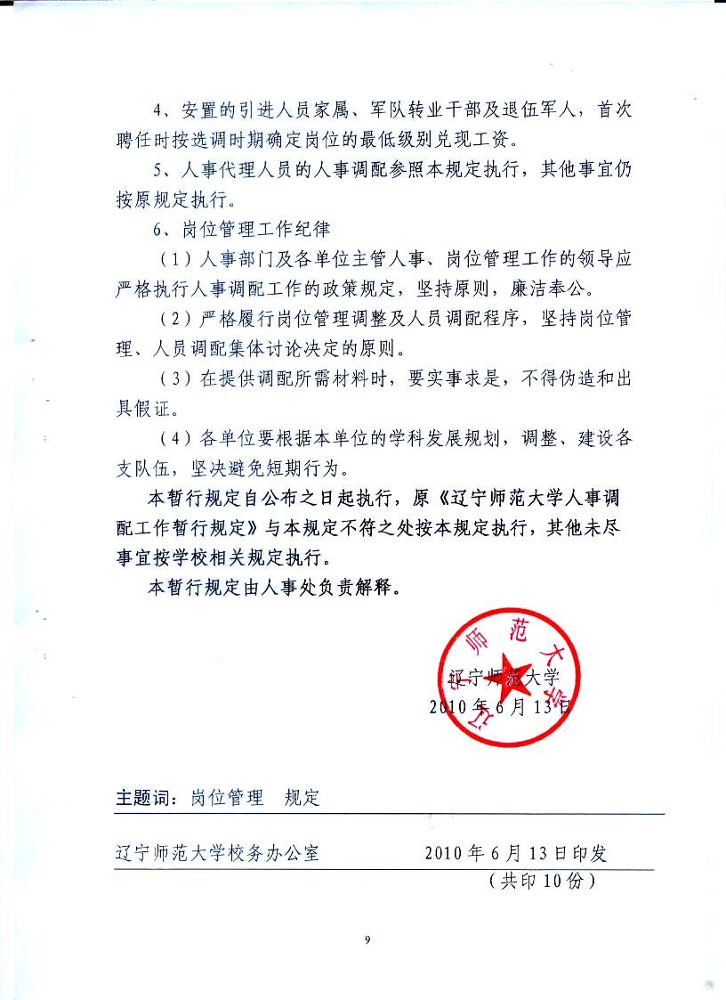 4、安置的引进人员家属、军队转业干部及退伍军人，首次
聘任时按选调时期确定岗位的最低级别兑现工资。
5、人事代理人员的人事调配参照本规定执行，其他事宜仍
按原规定执行。
6、岗位管理工作纪律
（1）人事部门及各单位主管人事、岗位管理工作的领导应
严格执行人事调配工作的政策规定，坚持原则，廉洁奉公。
（2）严格履行岗位管理调整及人员调配程序，坚持岗位管
理、人员调配集体讨论决定的原则。
（3）在提供调配所需材料时，要实事求是，不得伪造和出
具假证。
（4）各单位要根据本单位的学科发展规划，调整、建设各
支队伍，坚决避免短期行为。
本暂行规定自公布之日起执行，原《辽宁师范大学人事调
配工作暂行规定》与本规定不符之处按本规定执行，其他未尽
事宜按学校相关规定执行。
本暂行规定由人事处负责解释。
辽宁师范大学
辽宁师范大学
2010 年 6 月 13 日
主题词：岗位管理 规定
辽宁师范大学校务办公室 2010 年 6 月 13 日印发
（共印 10 份）
9